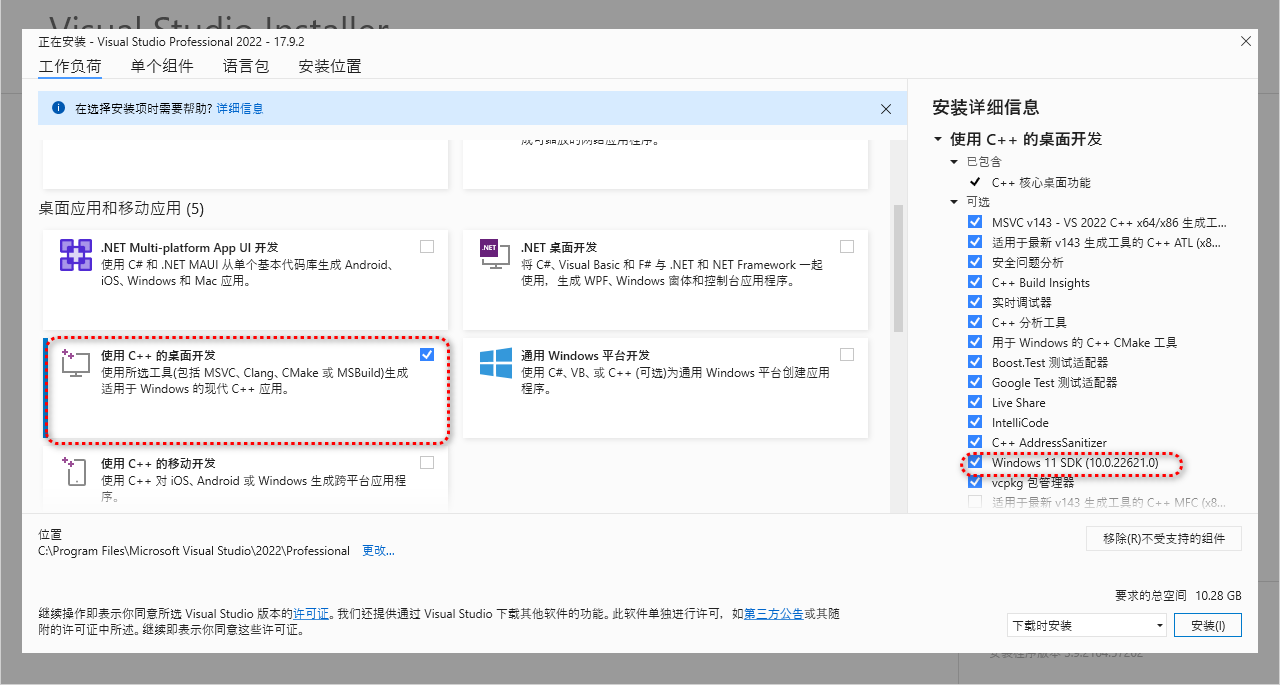 Visual Studio Installer
正在安装 - Visual Studio Professional 2022 - 17.9.2
工作负荷 单个组件 语言包 安装位置
在选择安装项时需要帮助? 详细信息
成可缩放的网络应用程序。
桌面应用和移动应用 (5)
.NET Multi-platform App UI 开发
使用 C# 和 .NET MAUI 从单个基本代码库生成 Android、
iOS、Windows 和 Mac 应用。
.NET
.NET 桌面开发
将 C#、Visual Basic 和 F# 与 .NET 和 NET Framework 一起
使用，生成 WPF、Windows 窗体和控制台应用程序。
使用 C++ 的桌面开发
使用所选工具(包括 MSVC、Clang、CMake 或 MSBuild)生成
适用于 Windows 的现代 C++ 应用。
通用 Windows 平台开发
使用 C#、VB、或 C++ (可选)为通用 Windows 平台创建应用
程序。
使用 C++ 的移动开发
使用 C++ 对 iOS、Android 或 Windows 生成跨平台应用程
序。
安装详细信息
使用 C++ 的桌面开发
已包含
C++ 核心桌面功能
可选
MSVC v143 - VS 2022 C++ x64/x86 生成工...
适用于最新 v143 生成工具的 C++ ATL (x8...
安全问题分析
C++ Build Insights
实时调试器
C++ 分析工具
用于 Windows 的 C++ CMake 工具
Boost.Test 测试适配器
Google Test 测试适配器
Live Share
IntelliCode
C++ AddressSanitizer
Windows 11 SDK (10.0.22621.0)
vcpkg 包管理器
适用于最新 v143 生成工具的 C++ MFC (x8...
位置
C:\Program Files\Microsoft Visual Studio\2022\Professional 更改...
移除(R)不受支持的组件
要求的总空间 10.28 GB
继续操作即表示你同意所选 Visual Studio 版本的许可证。我们还提供通过 Visual Studio 下载其他软件的功能。此软件单独进行许可，如第三方公告或其随
附的许可证中所述。继续即表示你同意这些许可证。
下载时安装
安装(I)